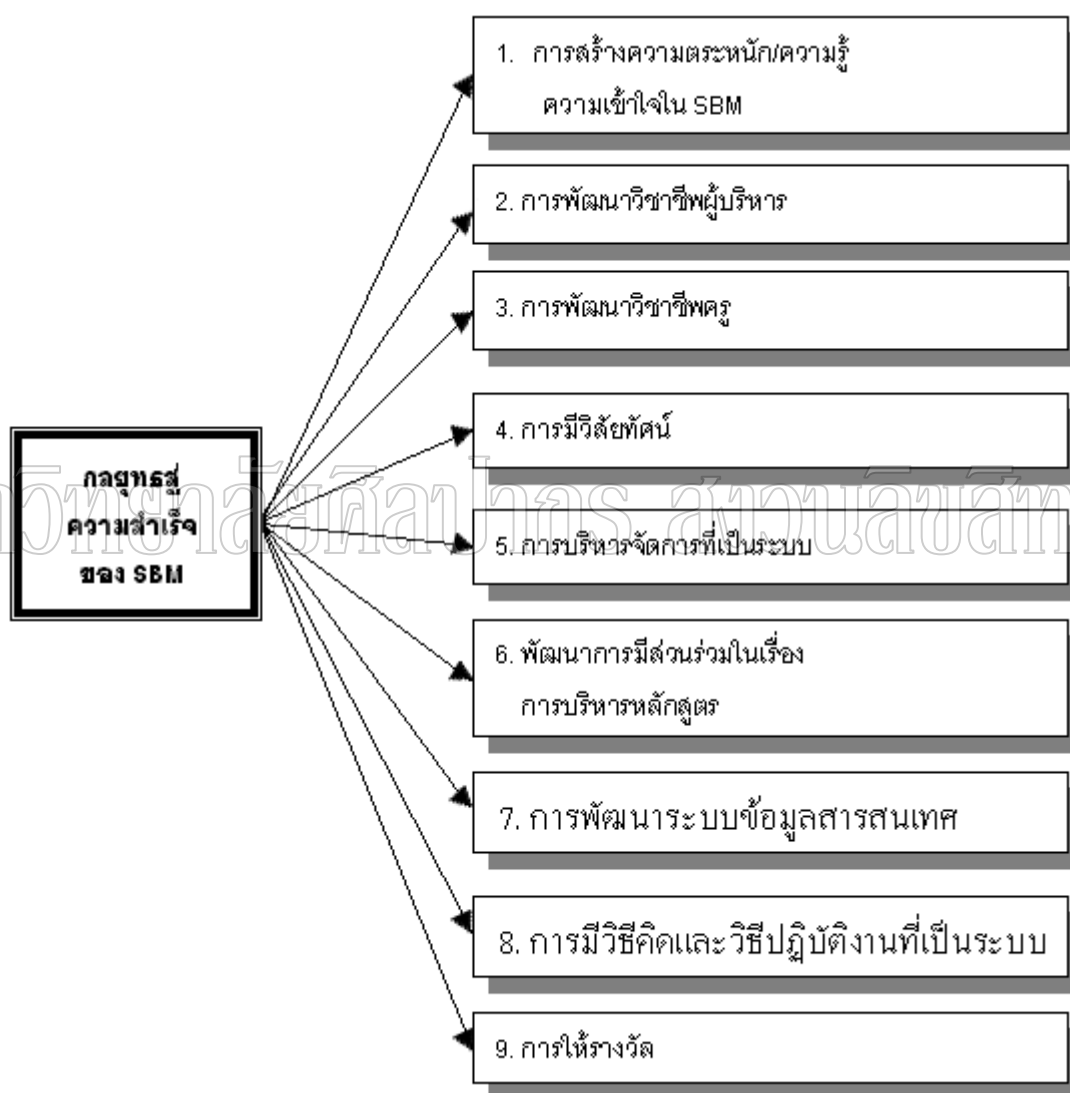 1. การสร้างความตระหนัก/ความรู้
ความเข้าใจใน SBM
2. การพัฒนาวิชาชีพผู้บริหาร
3. การพัฒนาวิชาชีพครู
4. การมีวิลัยทัศน์
กลยุทธสู่
ความสำเร็จ
ของ SBM
5. การบริหารจัดการที่เป็นระบบ
6. พัฒนาการมีส่วนร่วมในเรื่อง
การบริหารหลักสูตร
7. การพัฒนาระบบข้อมูลสารสนเทศ
8. การมีวิธีคิดและวิธีปฏิบัติงานที่เป็นระบบ
9. การให้รางวัล